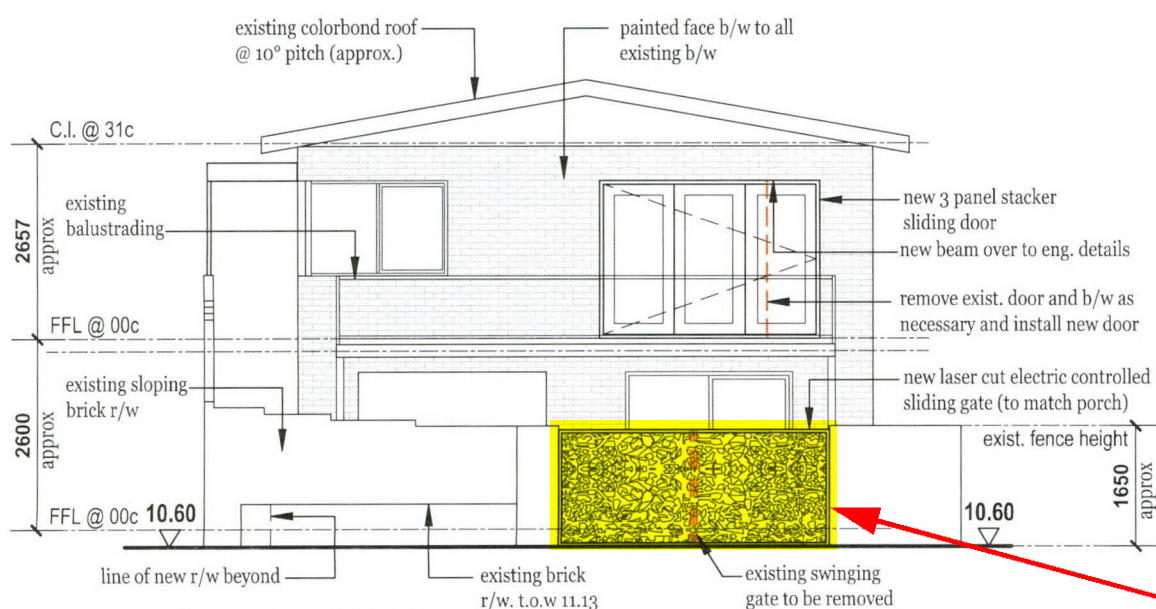 existing colorbond roof
@ 10° pitch (approx.)
painted face b/w to all
existing b/w
C.I. @ 31c
existing
balustrading
2657
approx
new 3 panel stacker
sliding door
new beam over to eng. details
remove exist. door and b/w as
necessary and install new door
FFL @ 00c
existing sloping
brick r/w
2600
approx
new laser cut electric controlled
sliding gate (to match porch)
exist. fence height
1650
approx
FFL @ 00c 10.60
10.60
line of new r/w beyond
existing brick
r/w. t.o.w 11.13
existing swinging
gate to be removed